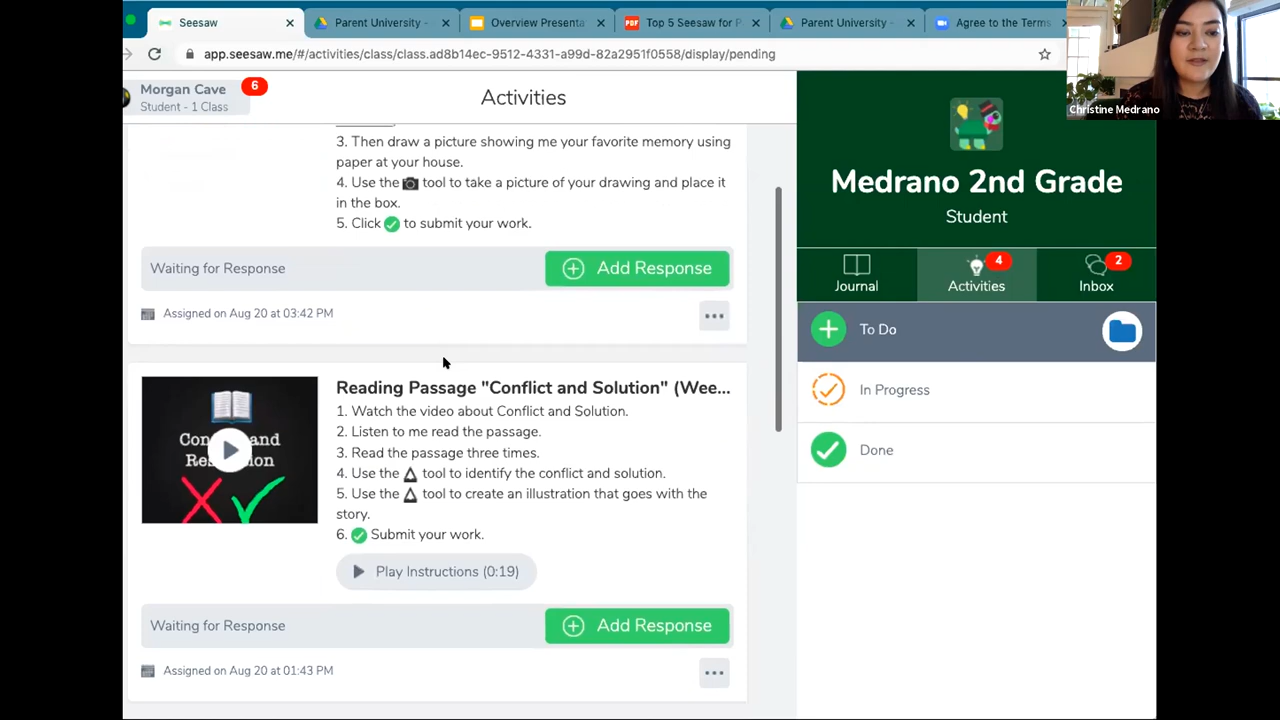 Seesaw
Parent University -
Overview Presenta
PDF
Top 5 Seesaw for P
Parent University -
Agree to the Terms
app.seesaw.me/#/activities/class/class.ad8b14ec-9512-4331-a99d-82a2951f0558/display/pending
Christine Medrano
Morgan Cave
6
Student - 1 Class
Activities
3. Then draw a picture showing me your favorite memory using
paper at your house.
4. Use the tool to take a picture of your drawing and place it
in the box.
5. Click to submit your work.
Waiting for Response
Add Response
Assigned on Aug 20 at 03:42 PM
Reading Passage "Conflict and Solution" (Wee...
1. Watch the video about Conflict and Solution.
2. Listen to me read the passage.
3. Read the passage three times.
4. Use the tool to identify the conflict and solution.
5. Use the tool to create an illustration that goes with the
story.
6. Submit your work.
Play Instructions (0:19)
Waiting for Response
Add Response
Assigned on Aug 20 at 01:43 PM
Medrano 2nd Grade
Student
Journal
Activities
4
Inbox
2
To Do
In Progress
Done